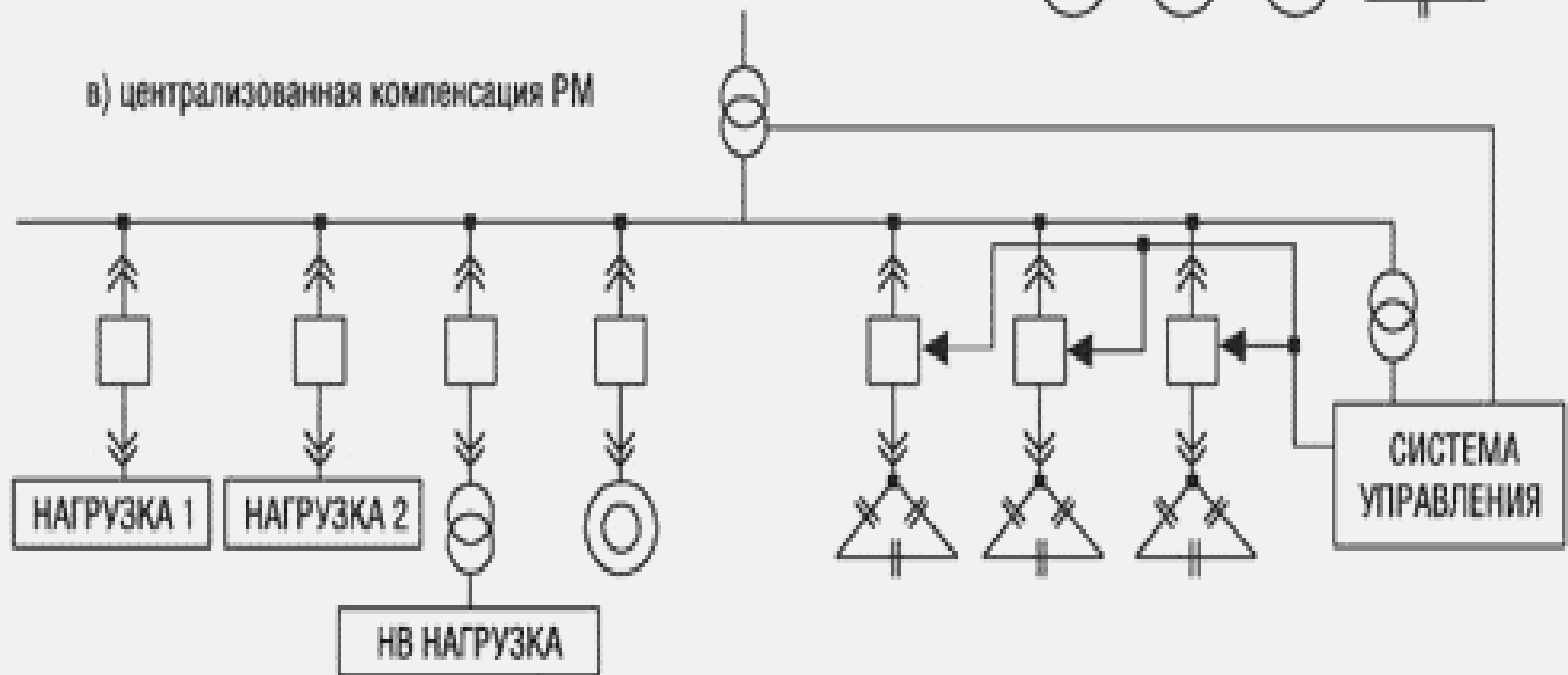 в) централизованная компенсация РМ
НАГРУЗКА 1
НАГРУЗКА 2
НВ НАГРУЗКА
СИСТЕМА
УПРАВЛЕНИЯ